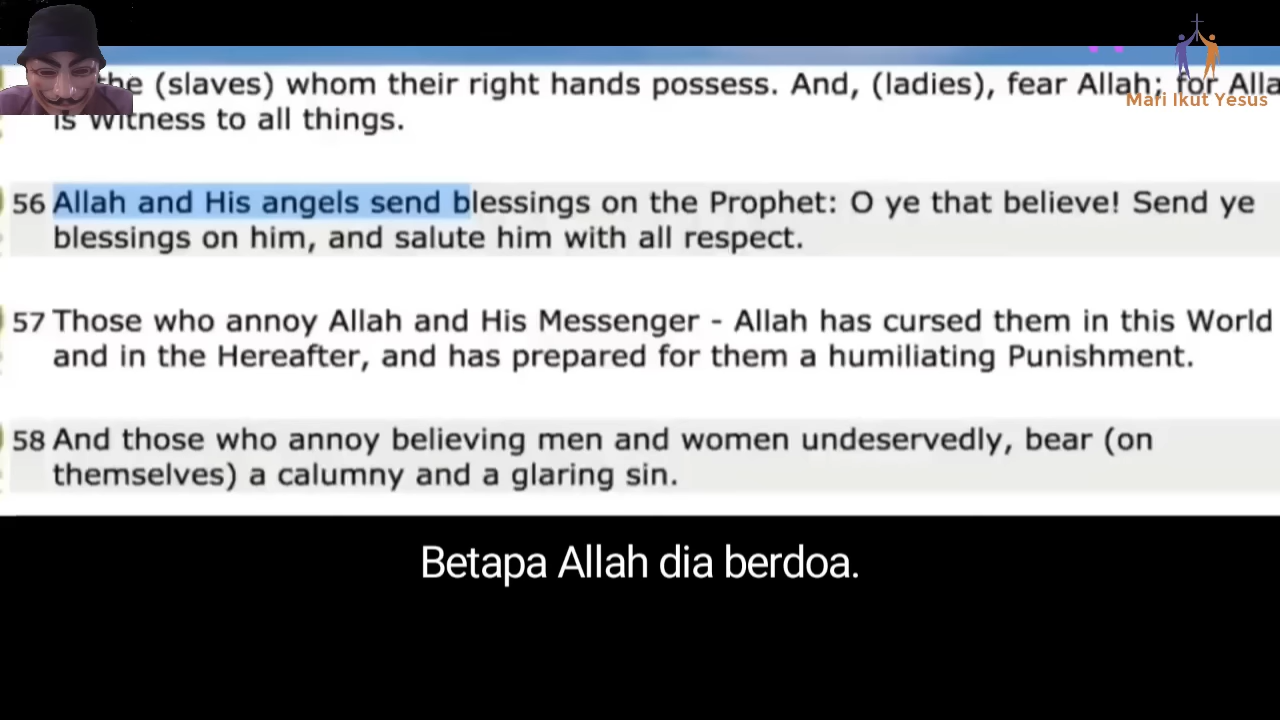 he (slaves) whom their right hands possess. And, (ladies), fear Allah; for Alla
is Witness to all things.
Mari Ikut Yesus
56 Allah and His angels send blessings on the Prophet: O ye that believe! Send ye
blessings on him, and salute him with all respect.
57 Those who annoy Allah and His Messenger - Allah has cursed them in this World
and in the Hereafter, and has prepared for them a humiliating Punishment.
58 And those who annoy believing men and women undeservedly, bear (on
themselves) a calumny and a glaring sin.
Betapa Allah dia berdoa.